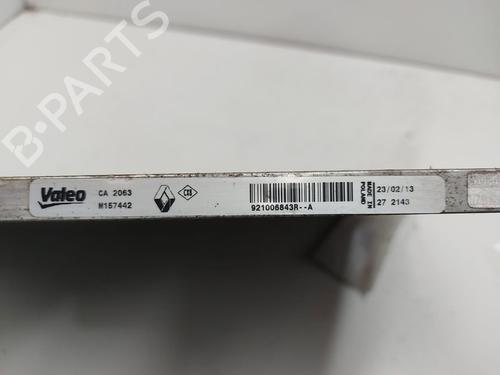 B-PARTS
Valeo
CA 2063
M157442
921006843R--A
MADE IN
POLAND
23/02/13
27 2143